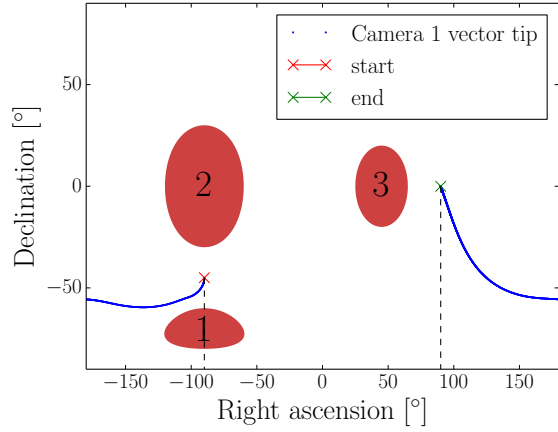 Camera 1 vector tip
start
end
50
0
−50
Declination [°]
2
3
1
−150
−100
−50
0
50
100
150
Right ascension [°]